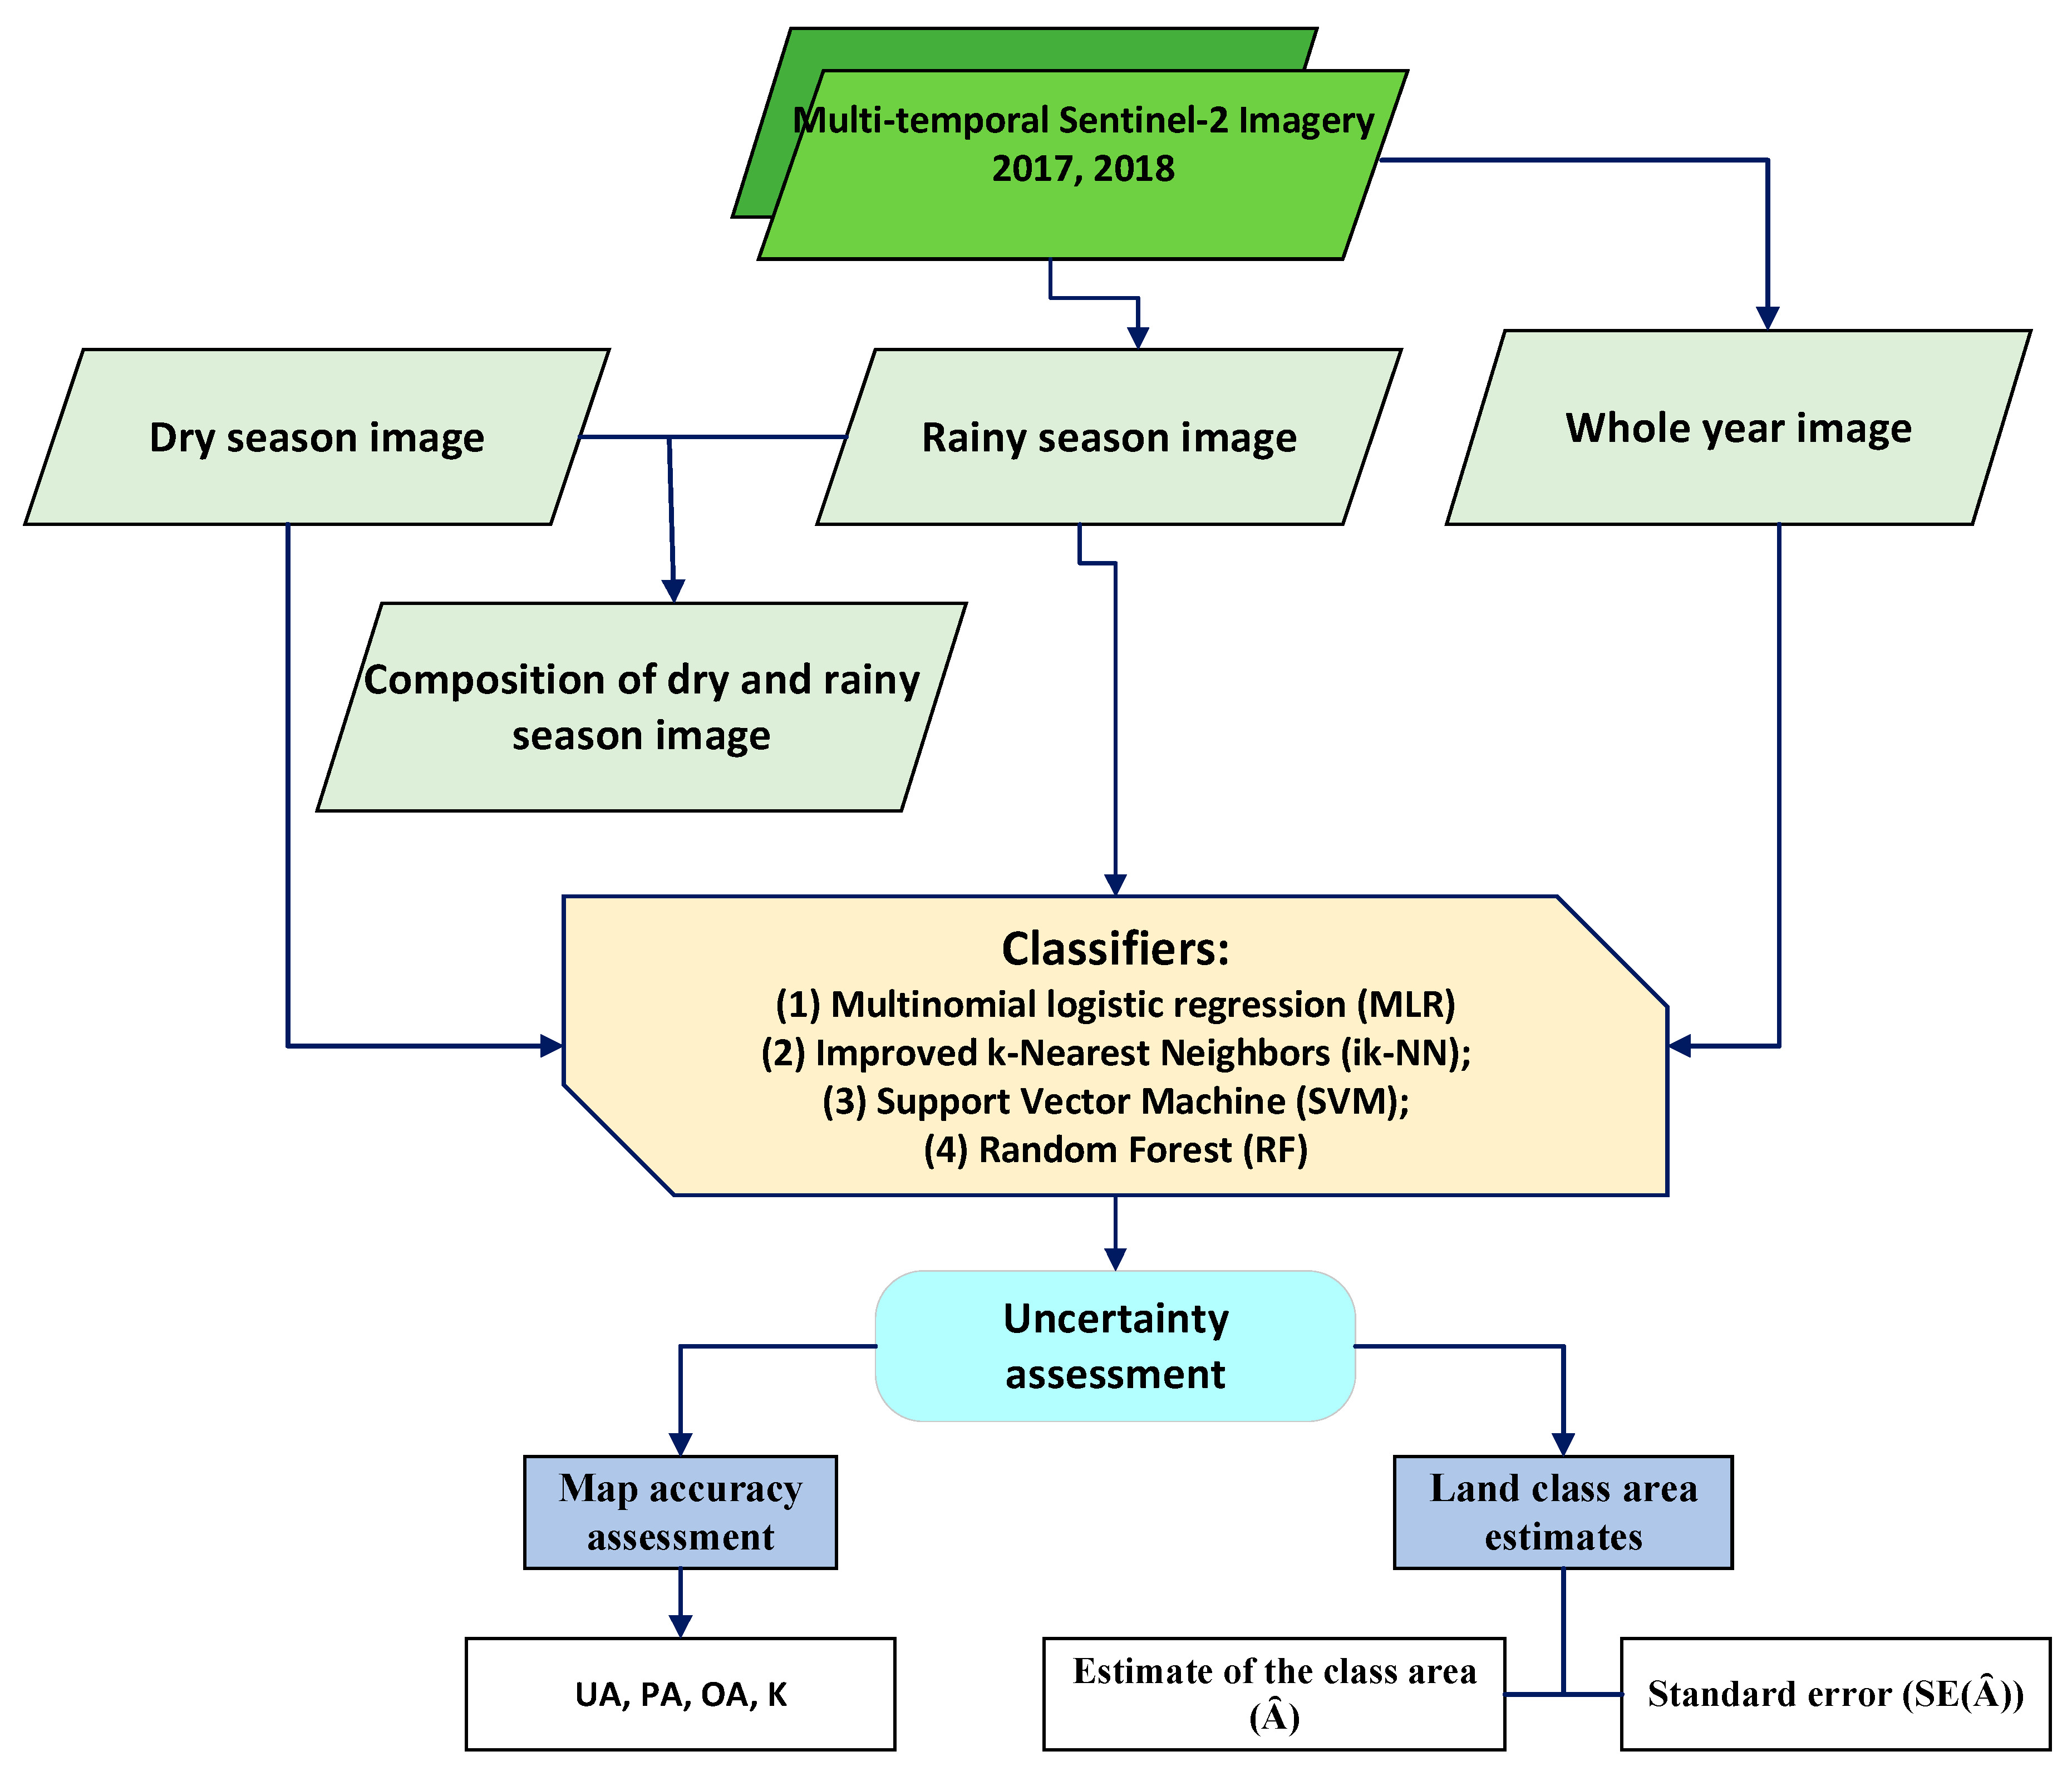 Multi-temporal Sentinel-2 Imagery
2017, 2018
Dry season image
Rainy season image
Whole year image
Composition of dry and rainy
season image
Classifiers:
(1) Multinomial logistic regression (MLR)
(2) Improved k-Nearest Neighbors (ik-NN);
(3) Support Vector Machine (SVM);
(4) Random Forest (RF)
Uncertainty
assessment
Map accuracy
assessment
Land class area
estimates
UA, PA, OA, K
Estimate of the class area
(Â)
Standard error (SE(Â))